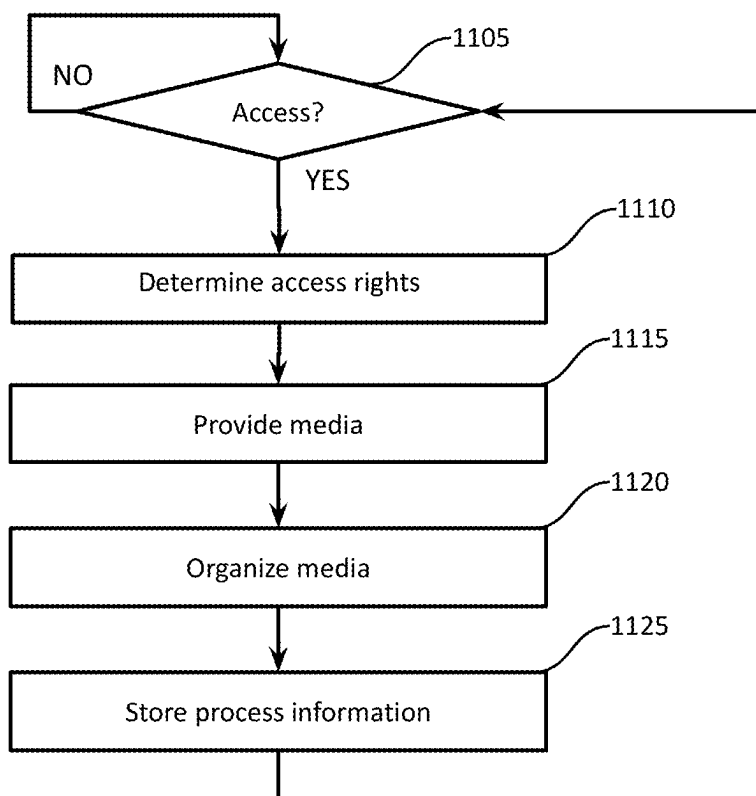 1105
NO
Access?
YES
1110
Determine access rights
1115
Provide media
1120
Organize media
1125
Store process information